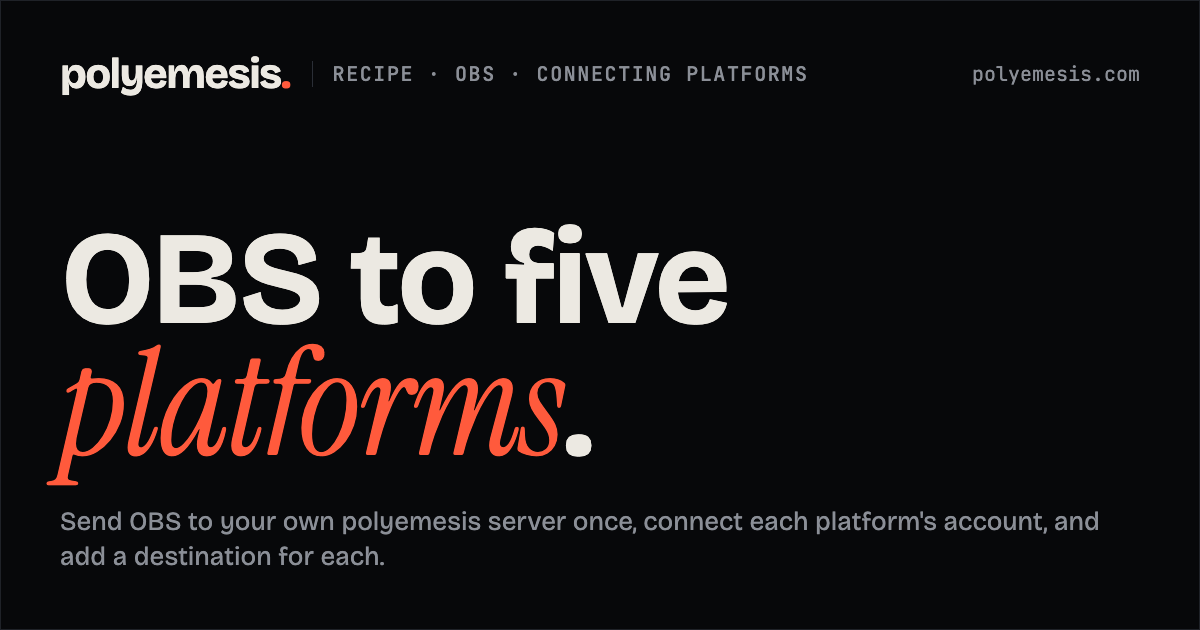 polyemesis. RECIPE · OBS · CONNECTING PLATFORMS polyemesis.com
OBS to five
platforms.
Send OBS to your own polyemesis server once, connect each platform's account, and
add a destination for each.